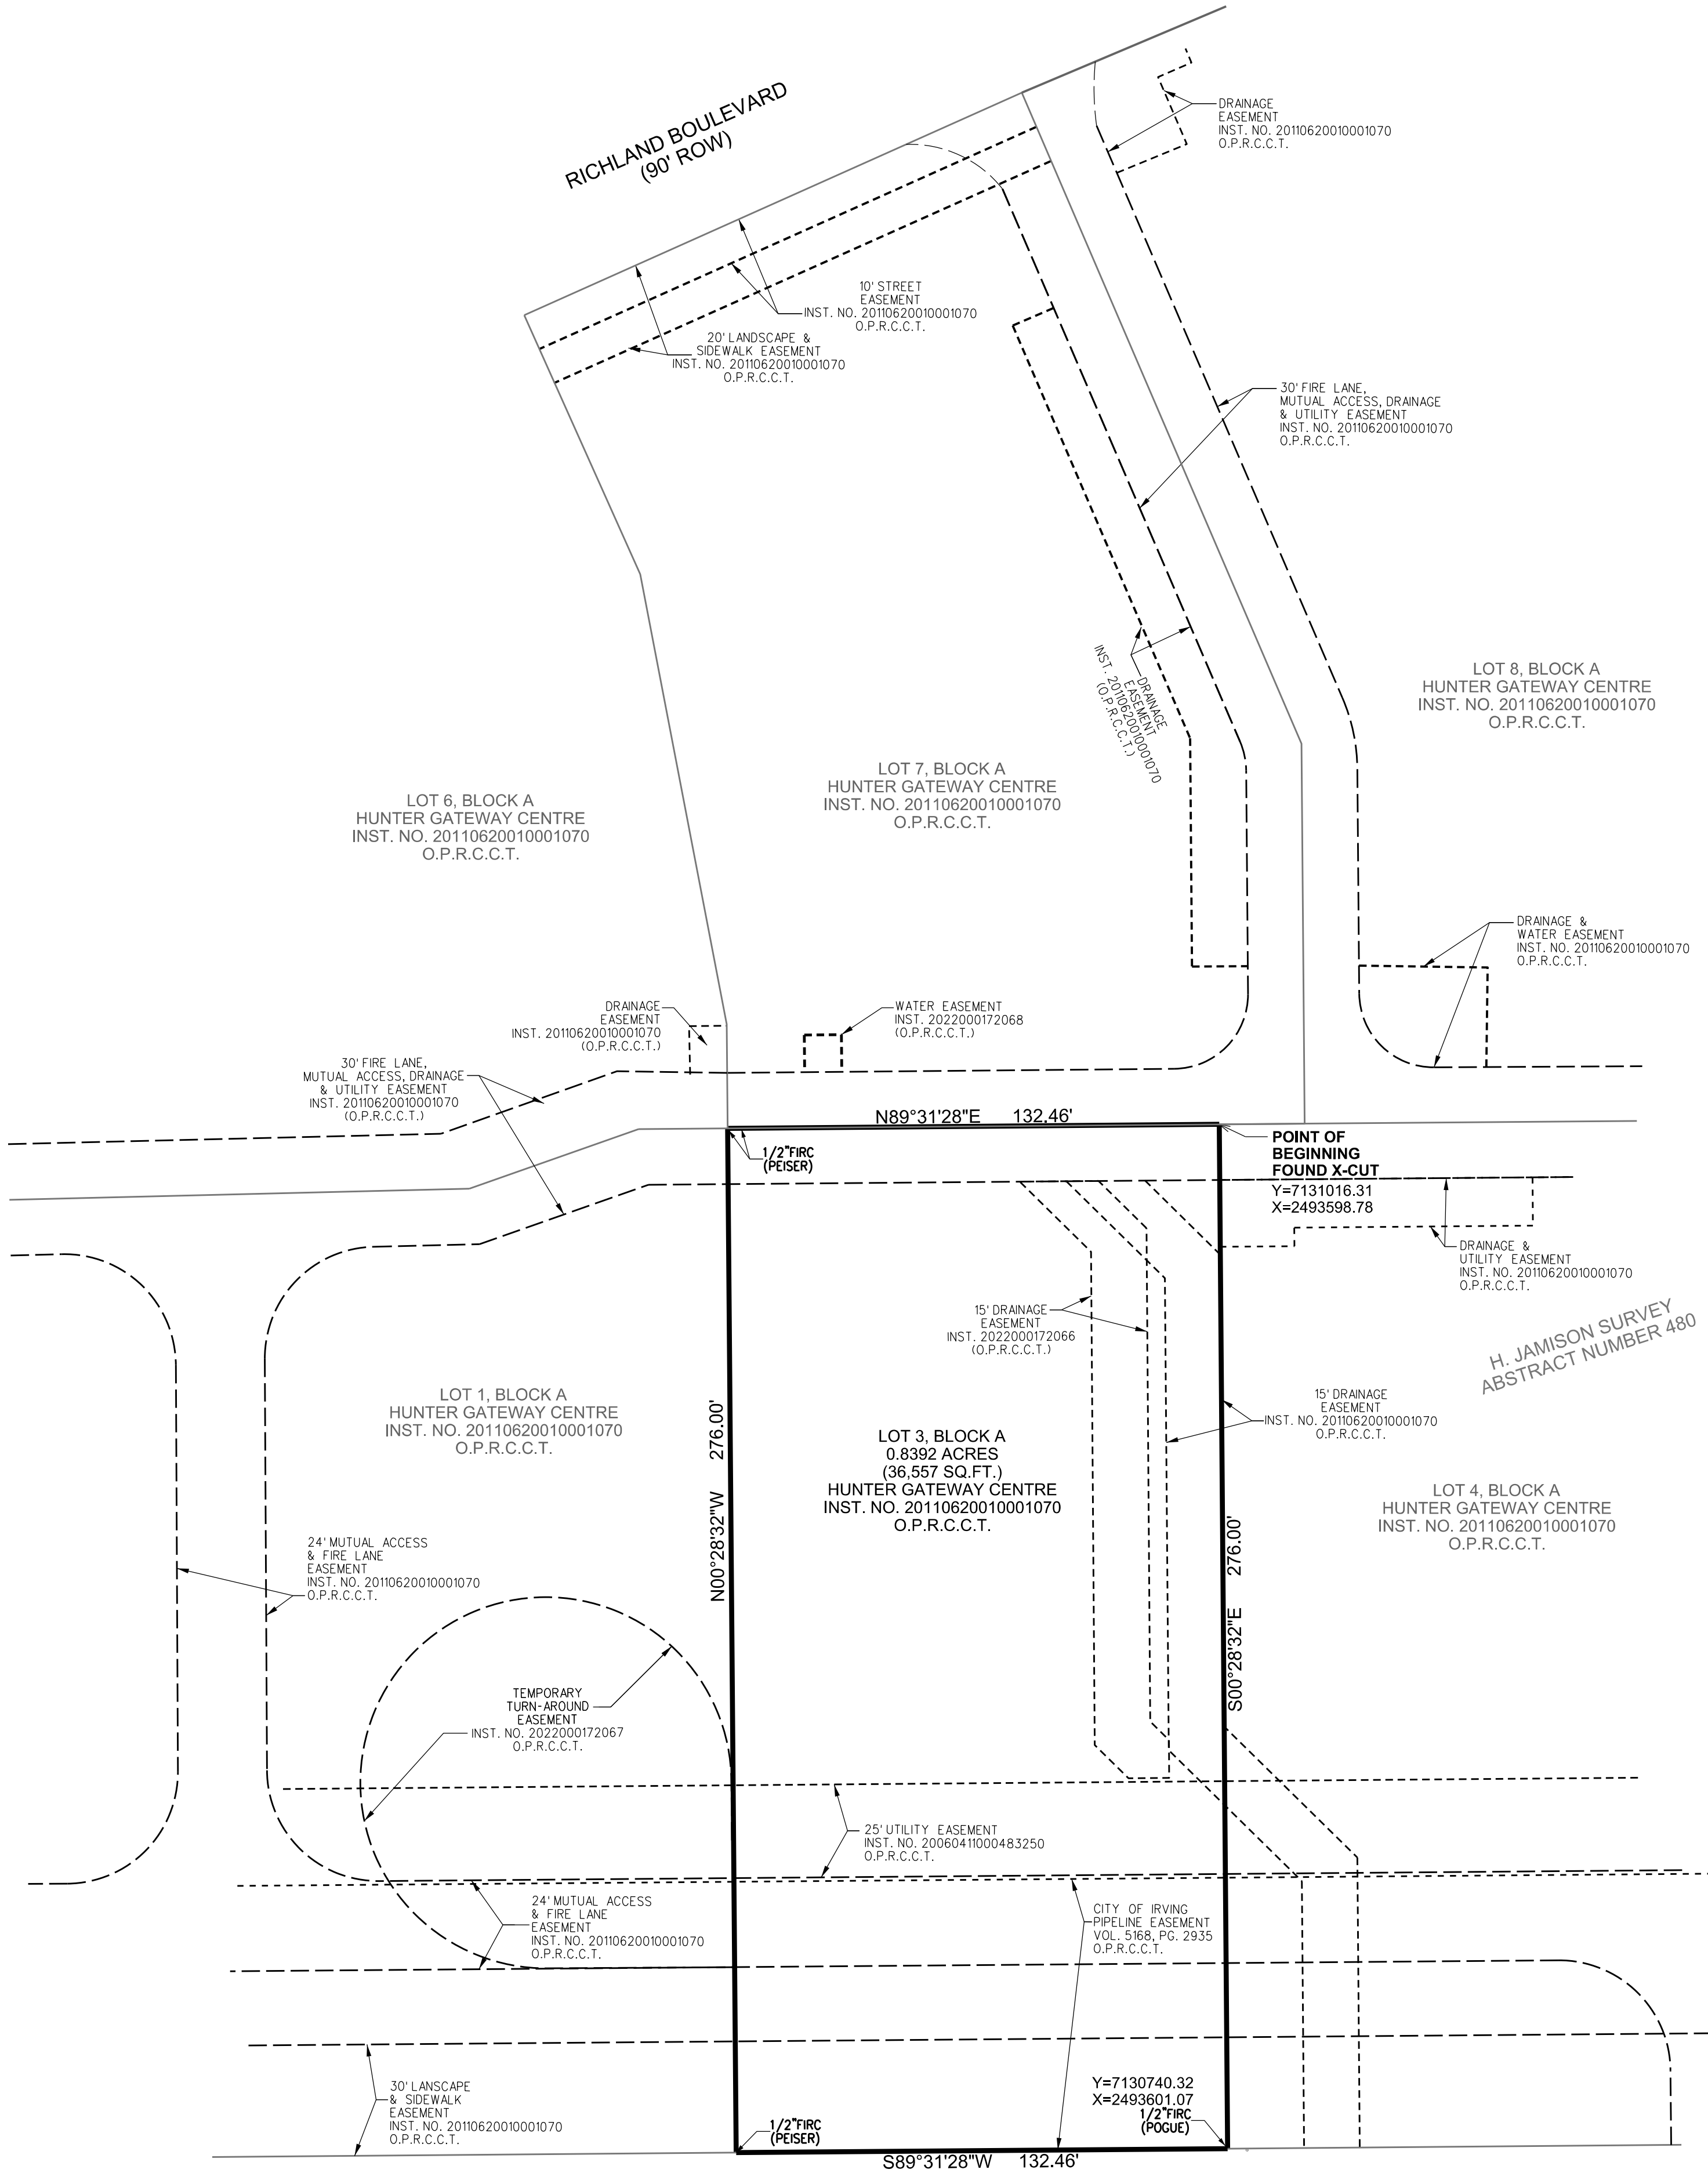 RICHLAND BOULEVARD
(90' ROW)
DRAINAGE
EASEMENT
INST. NO. 20110620010001070
O.P.R.C.C.T.
10' STREET
EASEMENT
INST. NO. 20110620010001070
O.P.R.C.C.T.
20' LANDSCAPE &
SIDEWALK EASEMENT
INST. NO. 20110620010001070
O.P.R.C.C.T.
30' FIRE LANE,
MUTUAL ACCESS, DRAINAGE
& UTILITY EASEMENT
INST. NO. 20110620010001070
O.P.R.C.C.T.
DRAINAGE
EASEMENT
INST. 20110620010001070
(O.P.R.C.C.T.)
LOT 8, BLOCK A
HUNTER GATEWAY CENTRE
INST. NO. 20110620010001070
O.P.R.C.C.T.
LOT 7, BLOCK A
HUNTER GATEWAY CENTRE
INST. NO. 20110620010001070
O.P.R.C.C.T.
LOT 6, BLOCK A
HUNTER GATEWAY CENTRE
INST. NO. 20110620010001070
O.P.R.C.C.T.
DRAINAGE &
WATER EASEMENT
INST. NO. 20110620010001070
O.P.R.C.C.T.
DRAINAGE
EASEMENT
INST. 20110620010001070
(O.P.R.C.C.T.)
WATER EASEMENT
INST. 2022000172068
(O.P.R.C.C.T.)
30' FIRE LANE,
MUTUAL ACCESS, DRAINAGE
& UTILITY EASEMENT
INST. 20110620010001070
(O.P.R.C.C.T.)
N89°31'28"E 132.46'
1/2"FIRC
(PEISER)
POINT OF
BEGINNING
FOUND X-CUT
Y=7131016.31
X=2493598.78
DRAINAGE &
UTILITY EASEMENT
INST. NO. 20110620010001070
O.P.R.C.C.T.
15' DRAINAGE
EASEMENT
INST. 2022000172066
(O.P.R.C.C.T.)
H. JAMISON SURVEY
ABSTRACT NUMBER 480
LOT 1, BLOCK A
HUNTER GATEWAY CENTRE
INST. NO. 20110620010001070
O.P.R.C.C.T.
N00°28'32"W 276.00'
15' DRAINAGE
EASEMENT
INST. NO. 20110620010001070
O.P.R.C.C.T.
LOT 3, BLOCK A
0.8392 ACRES
(36,557 SQ.FT.)
HUNTER GATEWAY CENTRE
INST. NO. 20110620010001070
O.P.R.C.C.T.
S00°28'32"E 276.00'
LOT 4, BLOCK A
HUNTER GATEWAY CENTRE
INST. NO. 20110620010001070
O.P.R.C.C.T.
24' MUTUAL ACCESS
& FIRE LANE
EASEMENT
INST. NO. 20110620010001070
O.P.R.C.C.T.
TEMPORARY
TURN-AROUND
EASEMENT
INST. NO. 2022000172067
O.P.R.C.C.T.
25' UTILITY EASEMENT
INST. NO. 20060411000483250
O.P.R.C.C.T.
24' MUTUAL ACCESS
& FIRE LANE
EASEMENT
INST. NO. 20110620010001070
O.P.R.C.C.T.
CITY OF IRVING
PIPELINE EASEMENT
VOL. 5168, PG. 2935
O.P.R.C.C.T.
30' LANSCAPE
& SIDEWALK
EASEMENT
INST. NO. 20110620010001070
O.P.R.C.C.T.
Y=7130740.32
X=2493601.07
1/2"FIRC
(POGUE)
1/2"FIRC
(PEISER)
S89°31'28"W 132.46'